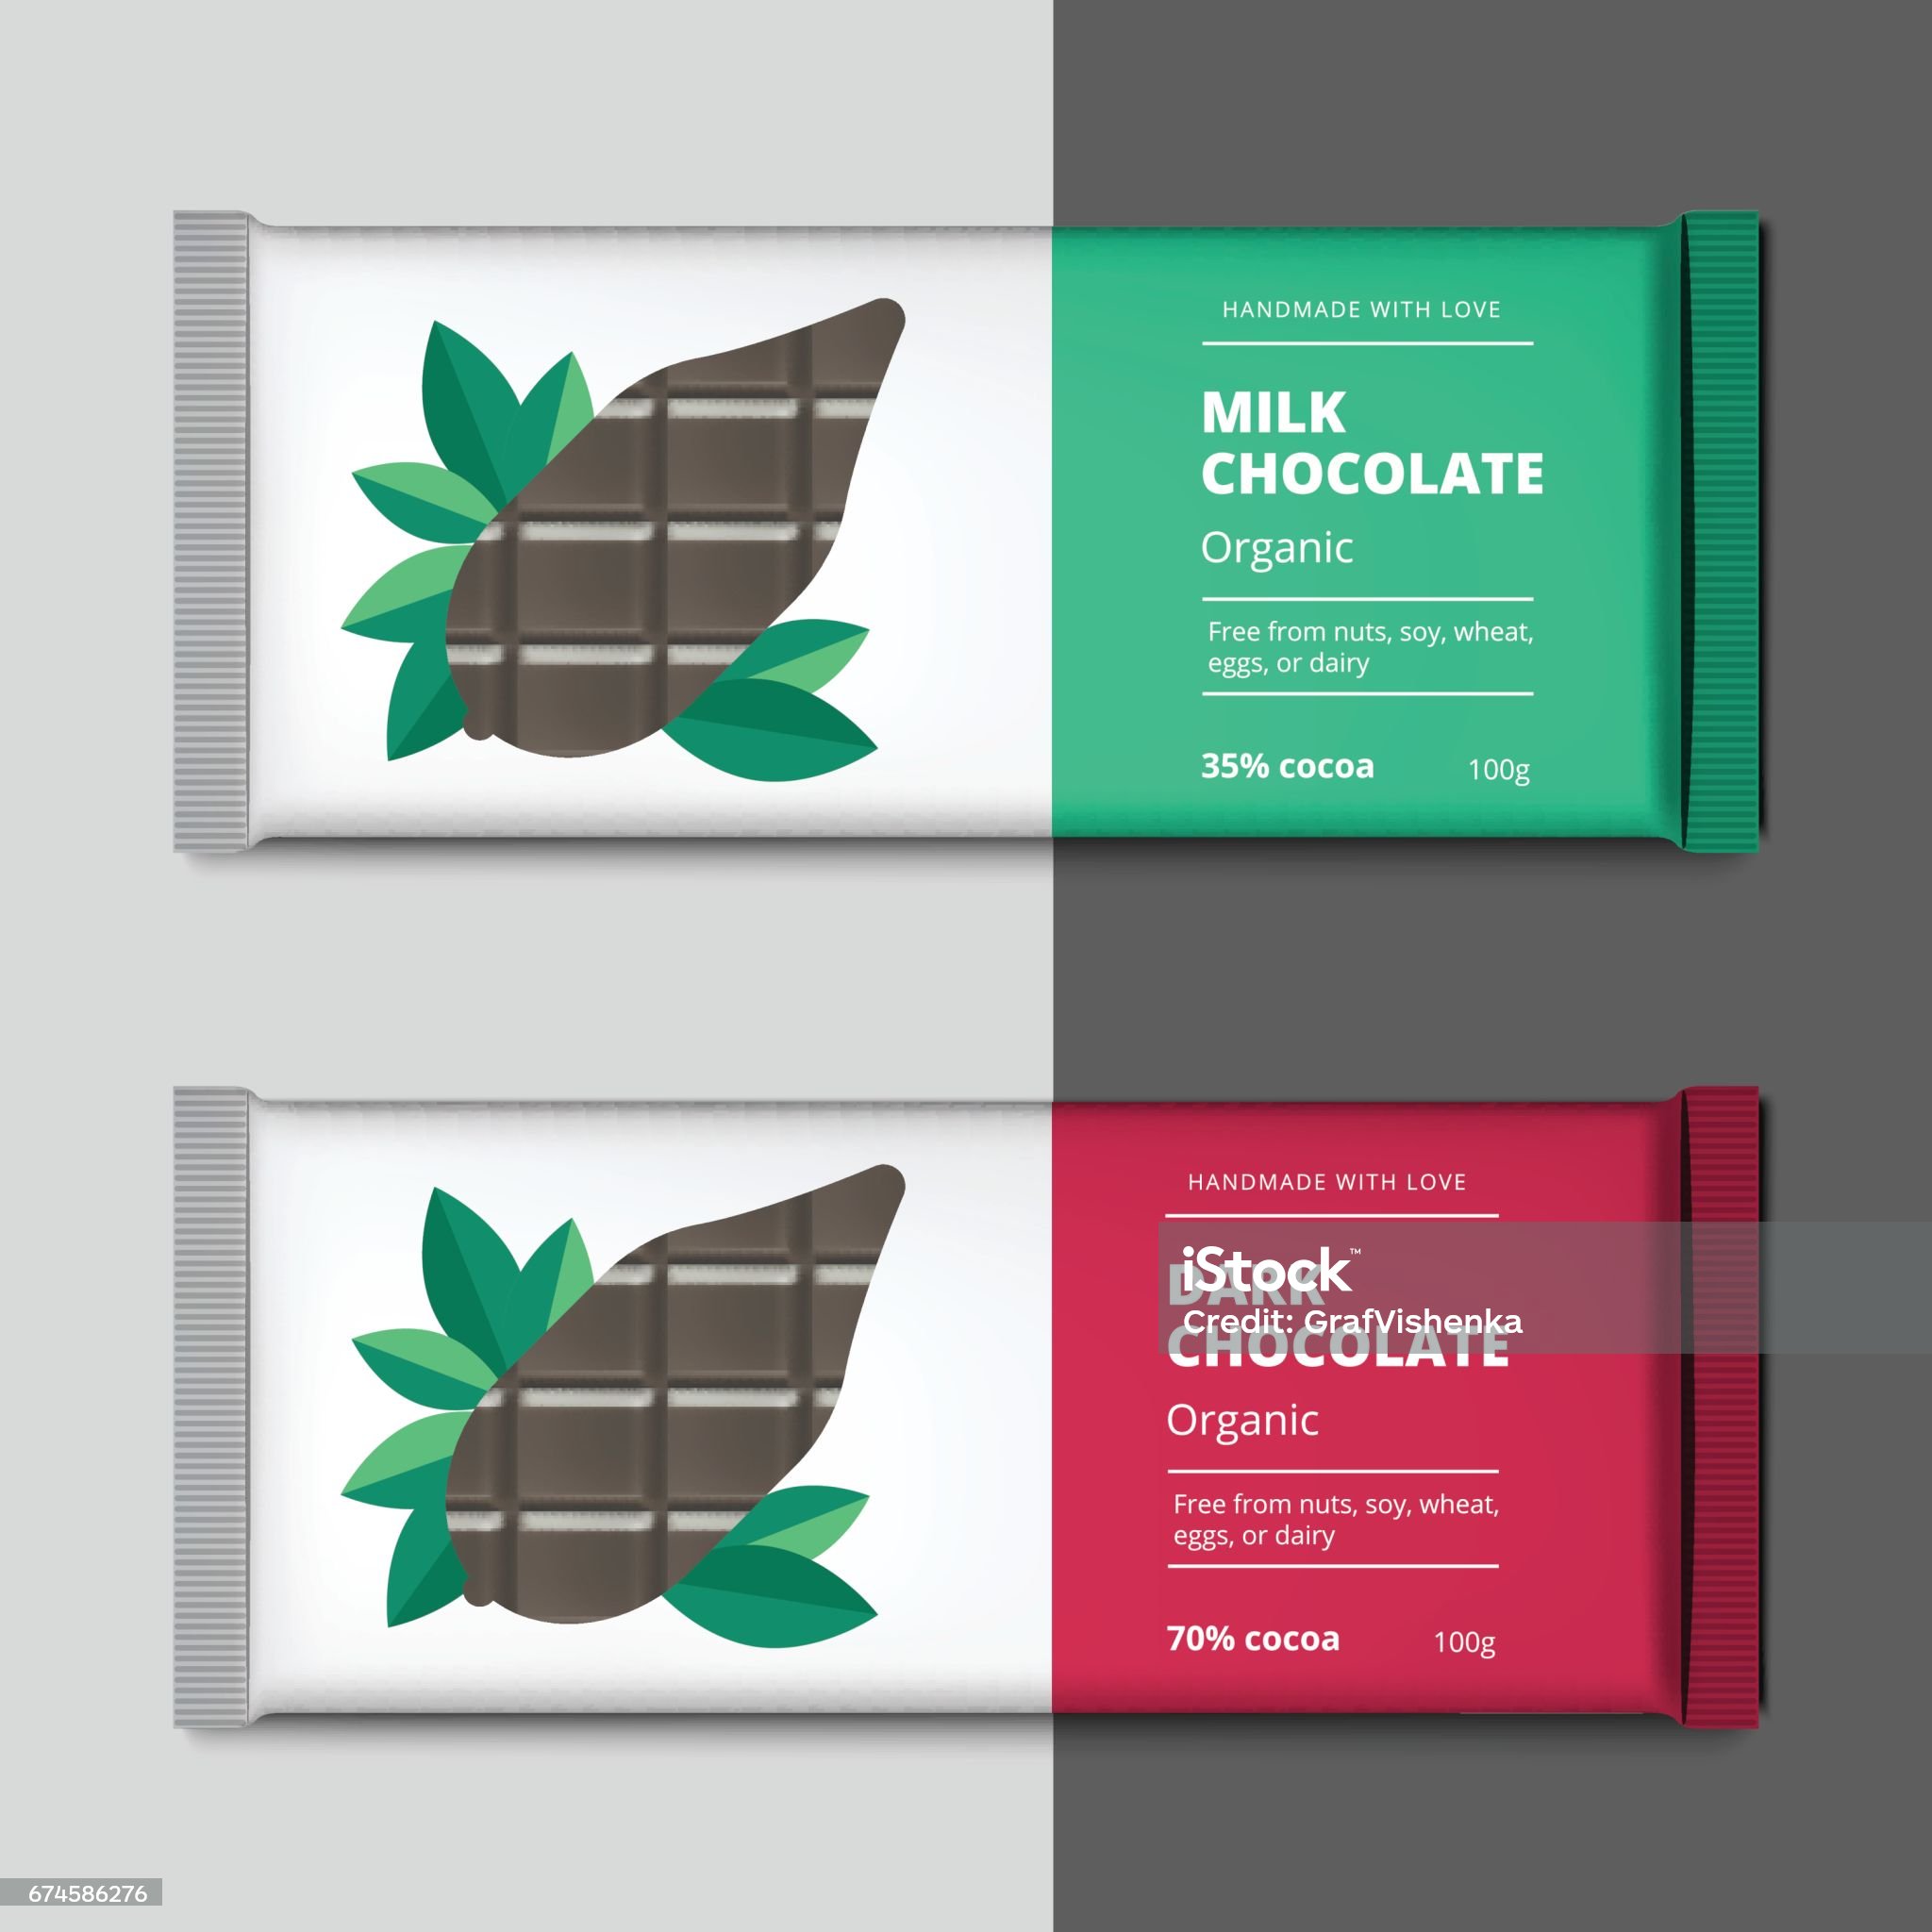 HANDMADE WITH LOVE
MILK
CHOCOLATE
Organic
Free from nuts, soy, wheat,
eggs, or dairy
35% cocoa 100g
HANDMADE WITH LOVE
iStock™
DARK
Credit: GrafVishenka
CHOCOLATE
Organic
Free from nuts, soy, wheat,
eggs, or dairy
70% cocoa 100g
674586276